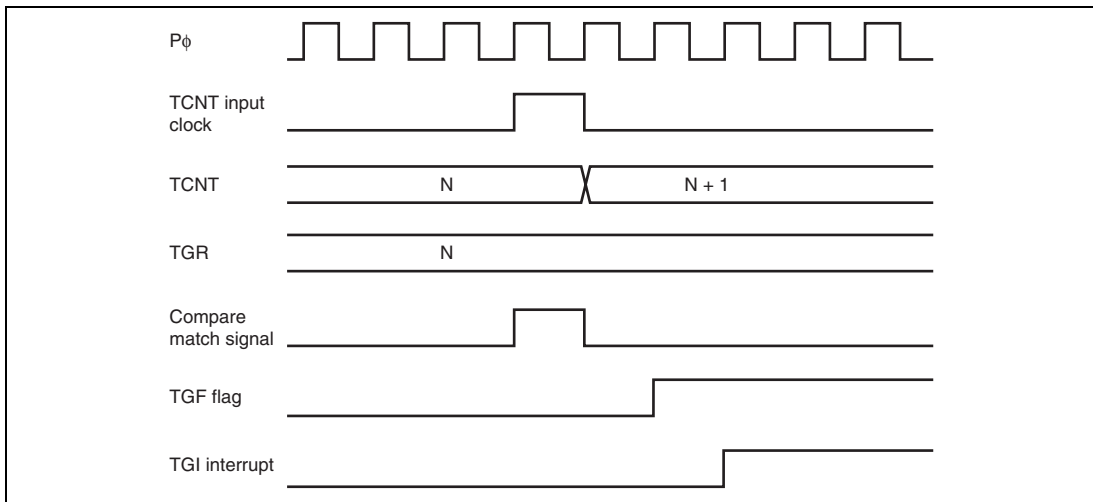 Pϕ
TCNT input
clock
TCNT
N
N + 1
TGR
N
Compare
match signal
TGF flag
TGI interrupt